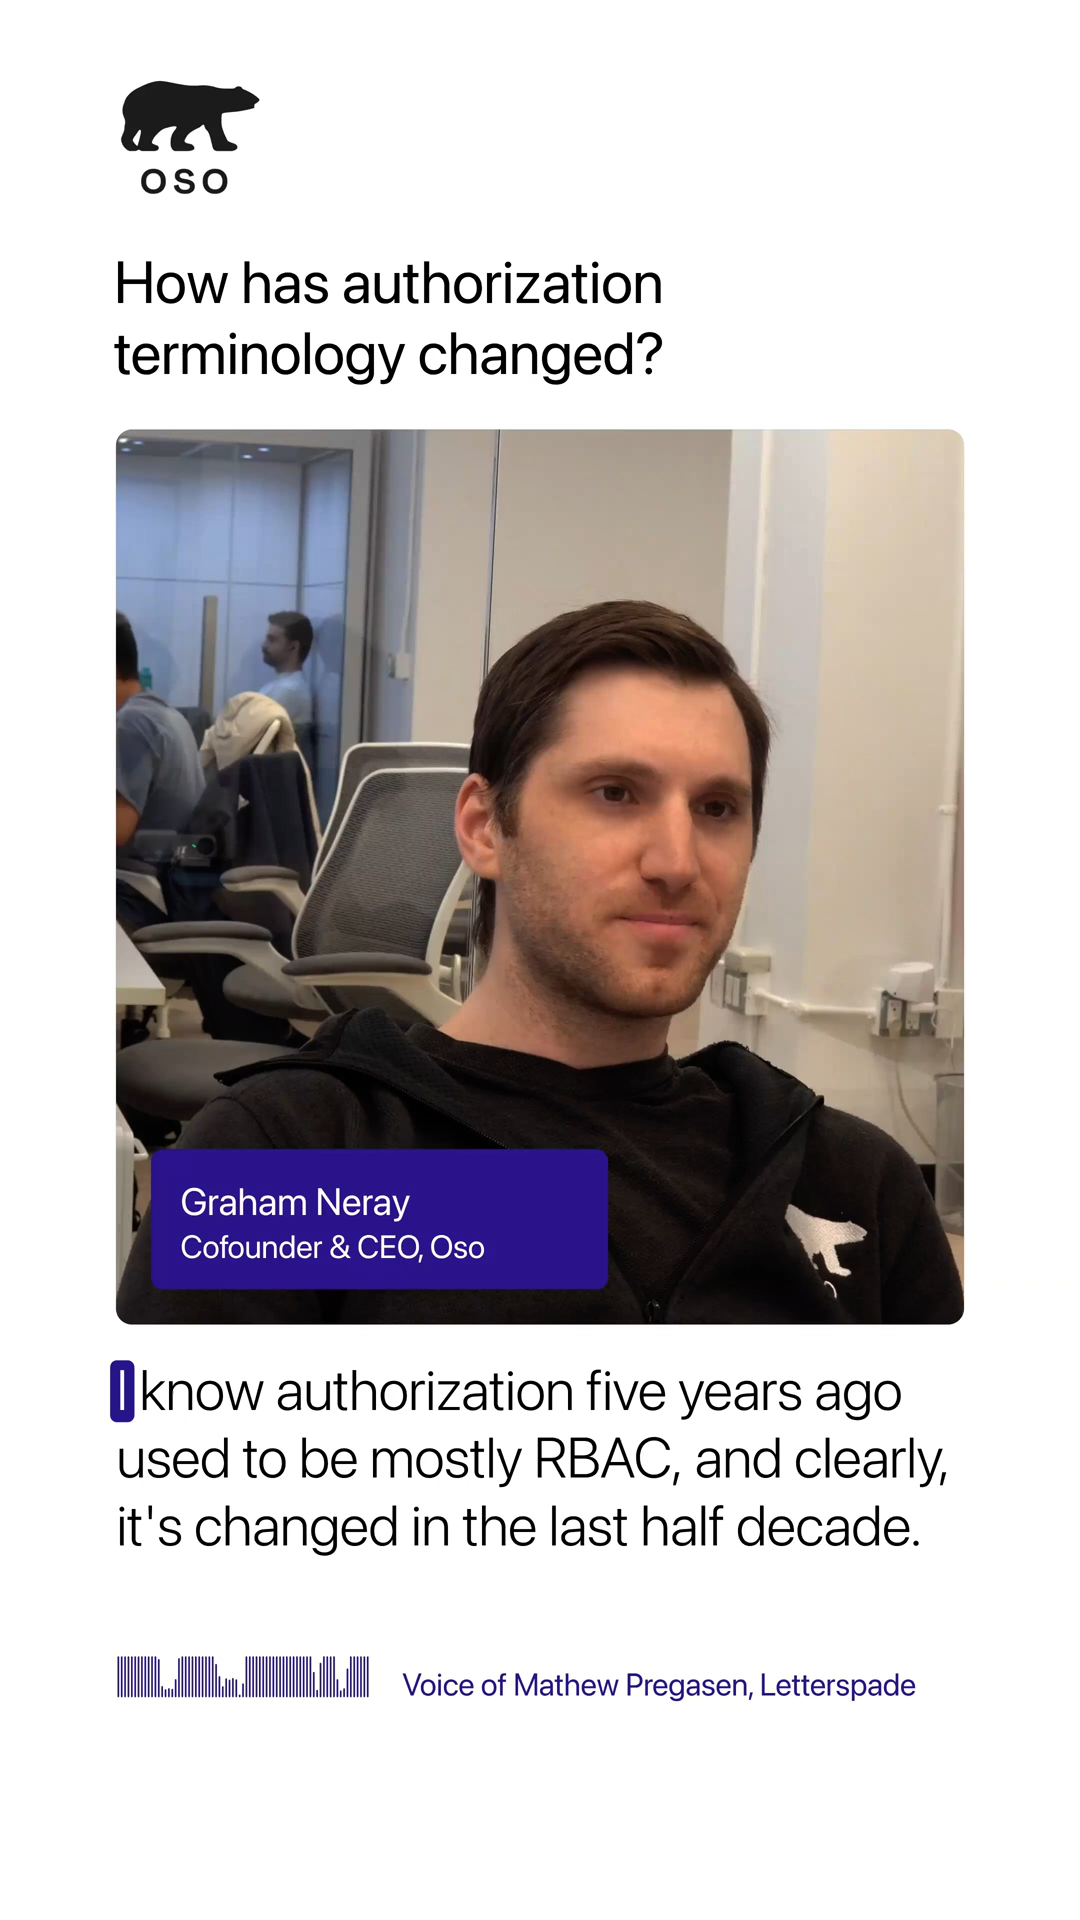 OSO
How has authorization
terminology changed?
Graham Neray
Cofounder & CEO, Oso
I know authorization five years ago
used to be mostly RBAC, and clearly,
it's changed in the last half decade.
Voice of Mathew Pregasen, Letterspade